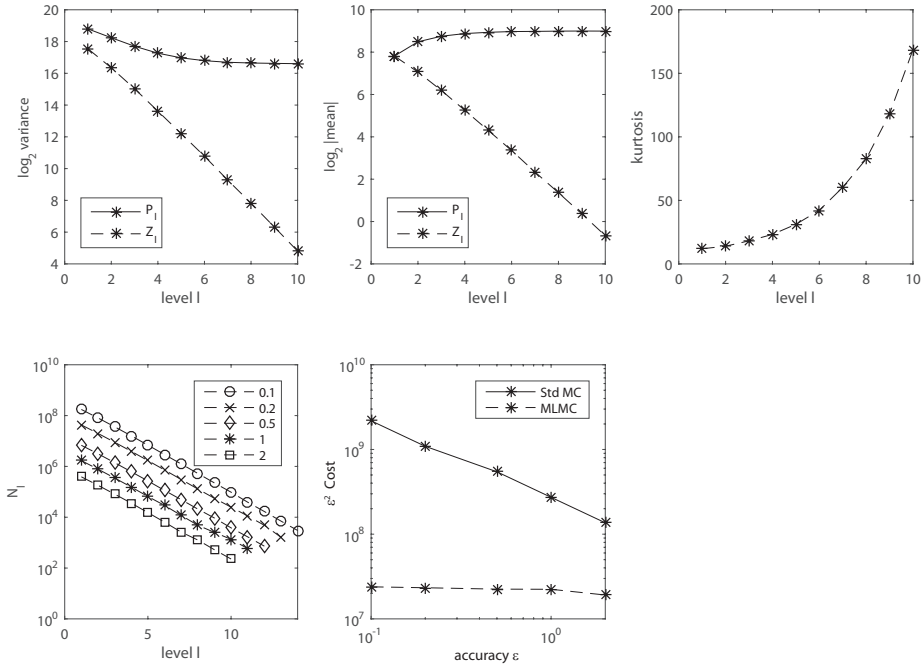 20
18
16
14
12
10
8
6
4
0 2 4 6 8 10
log2 variance
level l
P_l
Z_l
10
8
6
4
2
0
-2
0 2 4 6 8 10
log2 |mean|
level l
P_l
Z_l
200
150
100
50
0
0 2 4 6 8 10
kurtosis
level l
10^10
10^8
10^6
10^4
10^2
10^0
0 5 10
N_l
level l
0.1
0.2
0.5
1
2
10^9
10^8
10^7
10^-1 10^0
ε² Cost
accuracy ε
Std MC
MLMC